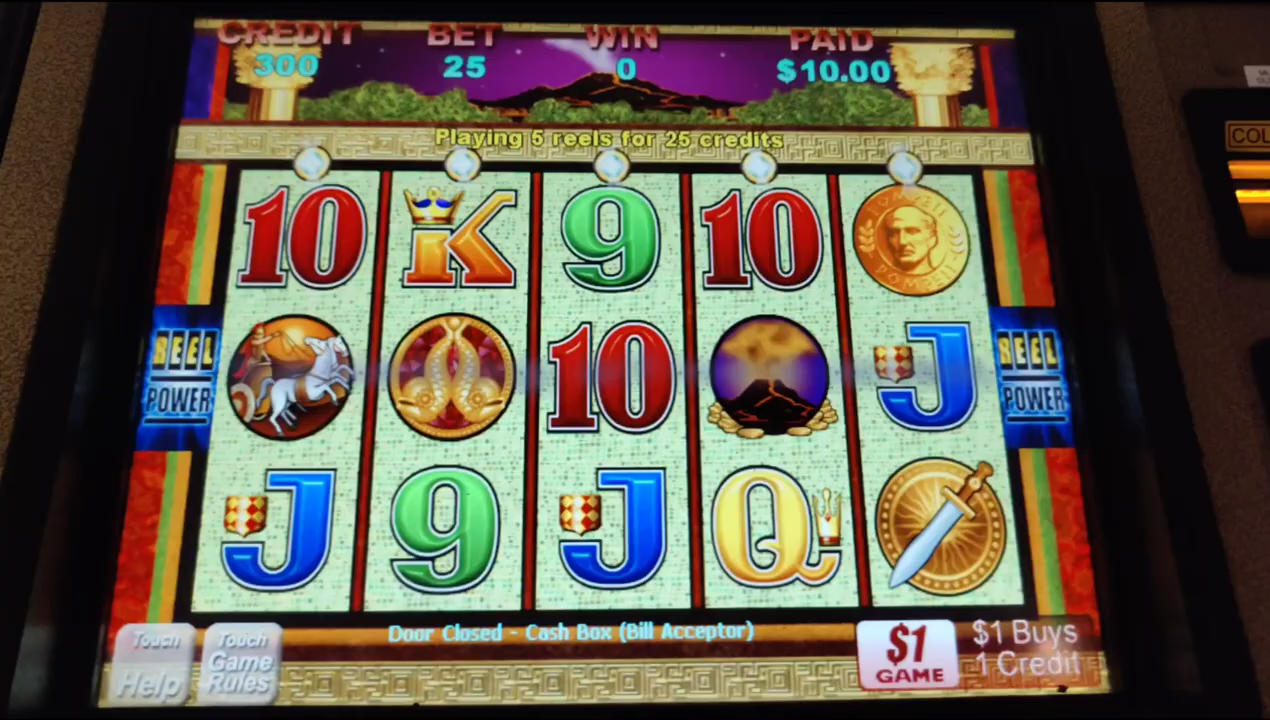 CREDIT BET WIN PAID
300 25 0 $10.00
Playing 5 reels for 25 credits
COL
10 K 9 10
POMPEII
REEL POWER
10 J
REEL POWER
J 9 J Q
Door Closed - Cash Box (Bill Acceptor)
Touch Help
Touch Game Rules
$1 GAME
$1 Buys
1 Credit